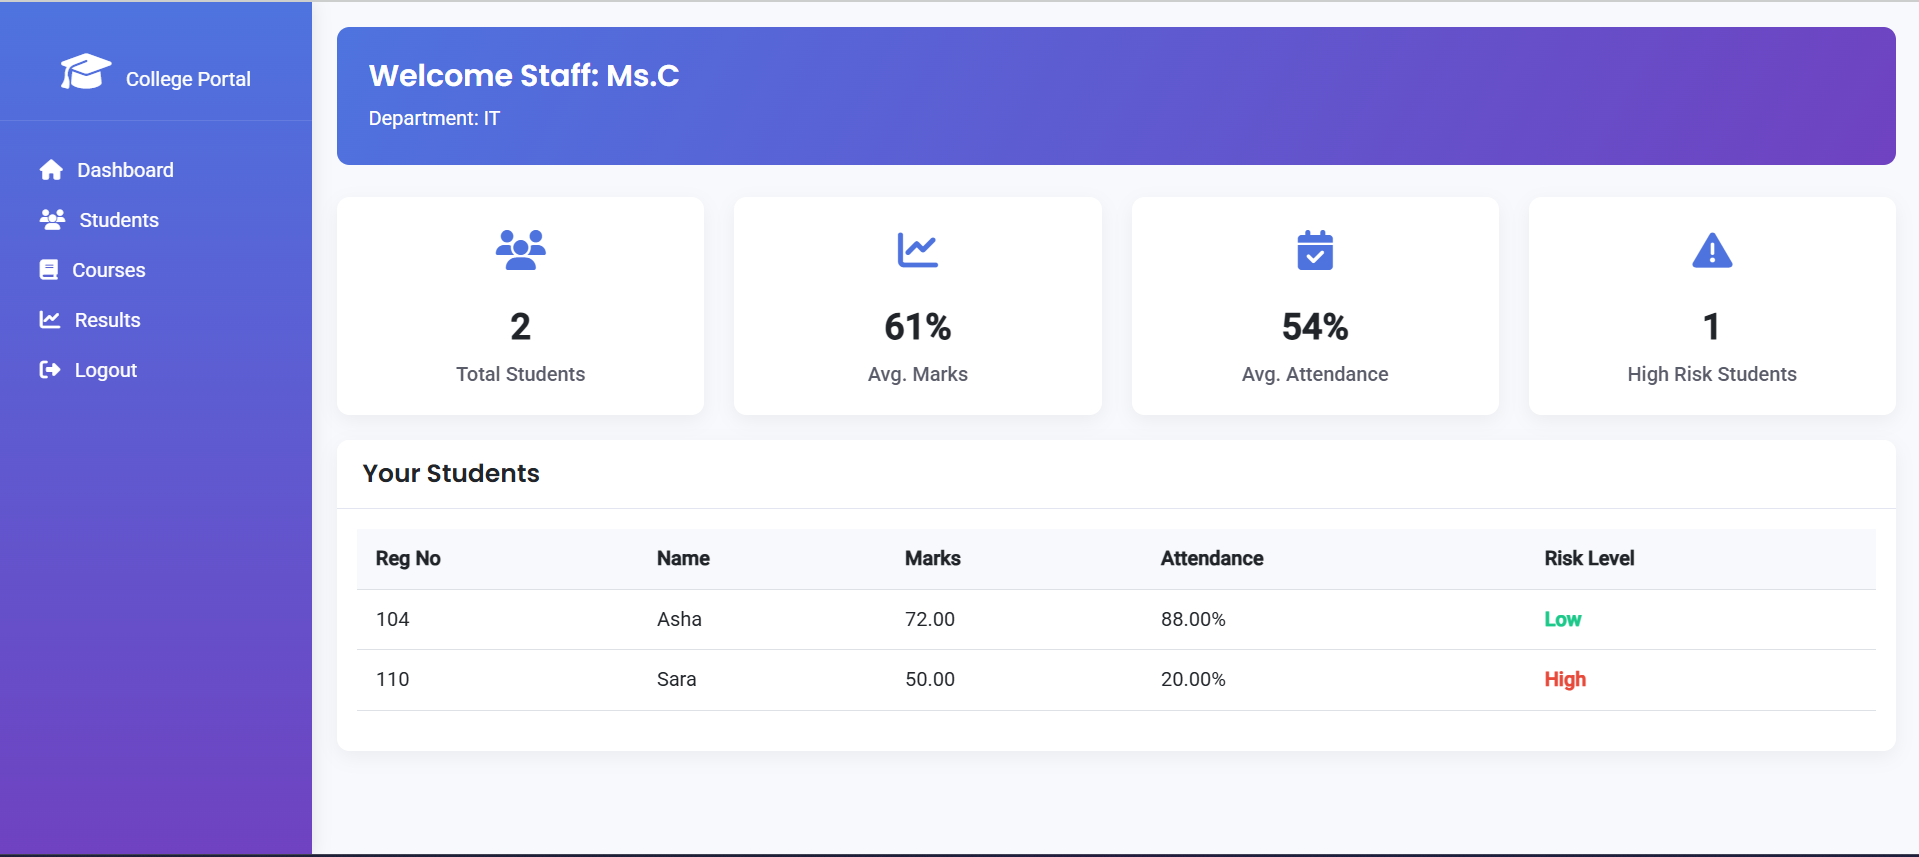 College Portal
Dashboard
Students
Courses
Results
Logout
Welcome Staff: Ms.C
Department: IT
2
Total Students
61%
Avg. Marks
54%
Avg. Attendance
1
High Risk Students
Your Students
Reg No Name Marks Attendance Risk Level
104 Asha 72.00 88.00% Low
110 Sara 50.00 20.00% High